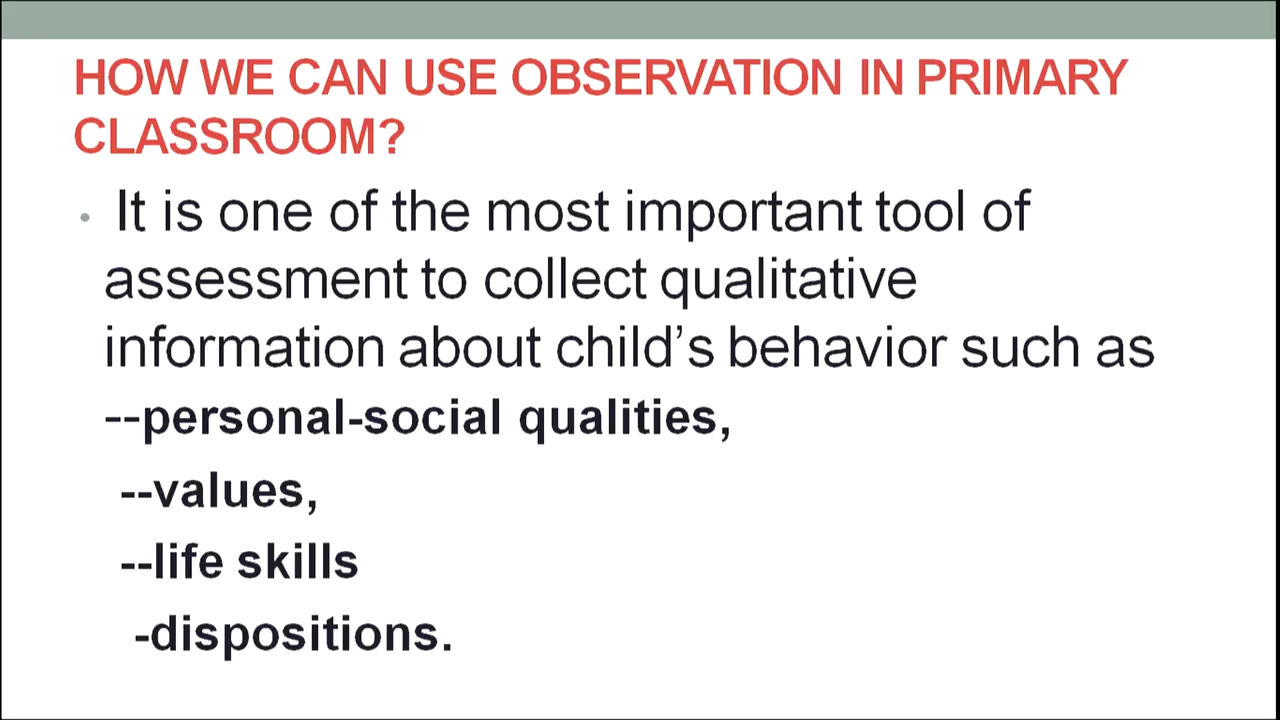 HOW WE CAN USE OBSERVATION IN PRIMARY
CLASSROOM?
• It is one of the most important tool of
assessment to collect qualitative
information about child’s behavior such as
--personal-social qualities,
--values,
--life skills
-dispositions.